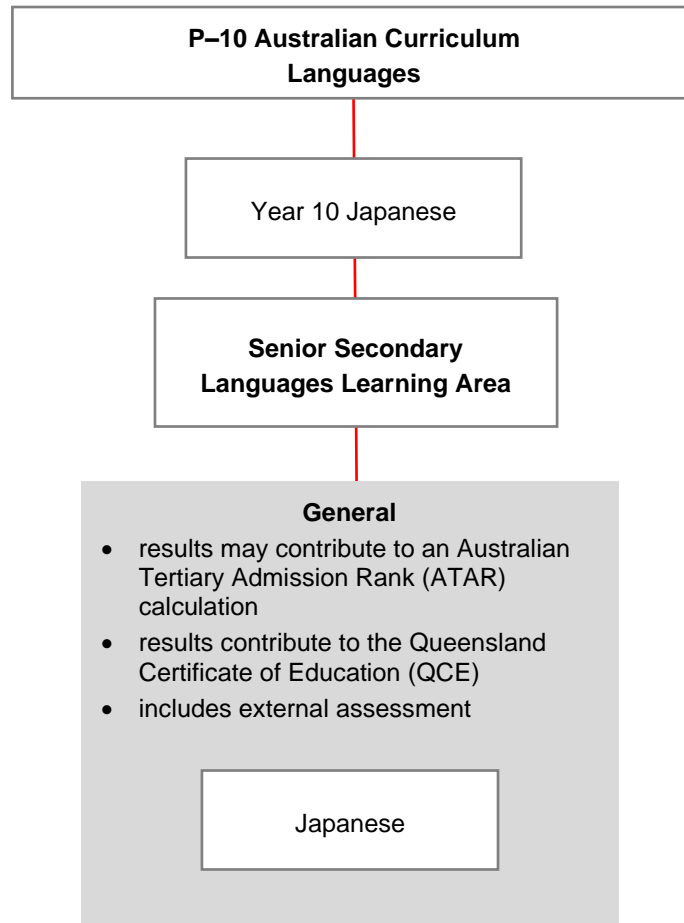 P–10 Australian Curriculum
Languages
Year 10 Japanese
Senior Secondary
Languages Learning Area
General
• results may contribute to an Australian
Tertiary Admission Rank (ATAR)
calculation
• results contribute to the Queensland
Certificate of Education (QCE)
• includes external assessment
Japanese